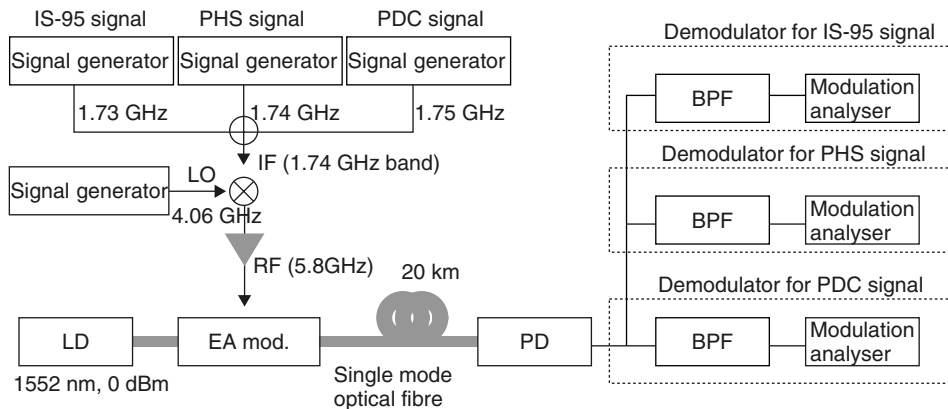 IS-95 signal
PHS signal
PDC signal
Signal generator
Signal generator
Signal generator
1.73 GHz
1.74 GHz
1.75 GHz
IF (1.74 GHz band)
Signal generator
LO
4.06 GHz
RF (5.8GHz)
20 km
LD
EA mod.
PD
1552 nm, 0 dBm
Single mode
optical fibre
Demodulator for IS-95 signal
BPF
Modulation
analyser
Demodulator for PHS signal
BPF
Modulation
analyser
Demodulator for PDC signal
BPF
Modulation
analyser